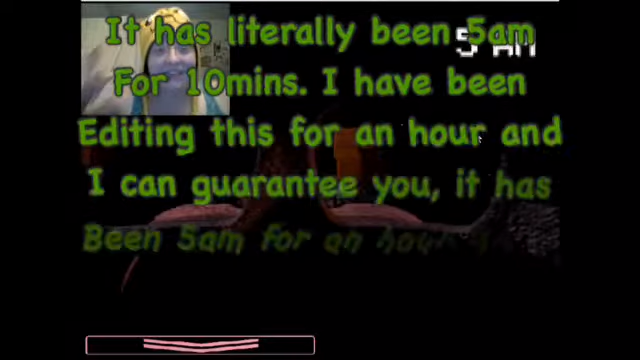 It has literally been 5am
5 AM
For 10mins. I have been
Editing this for an hour and
I can guarantee you, it has
Been 5am for an hour